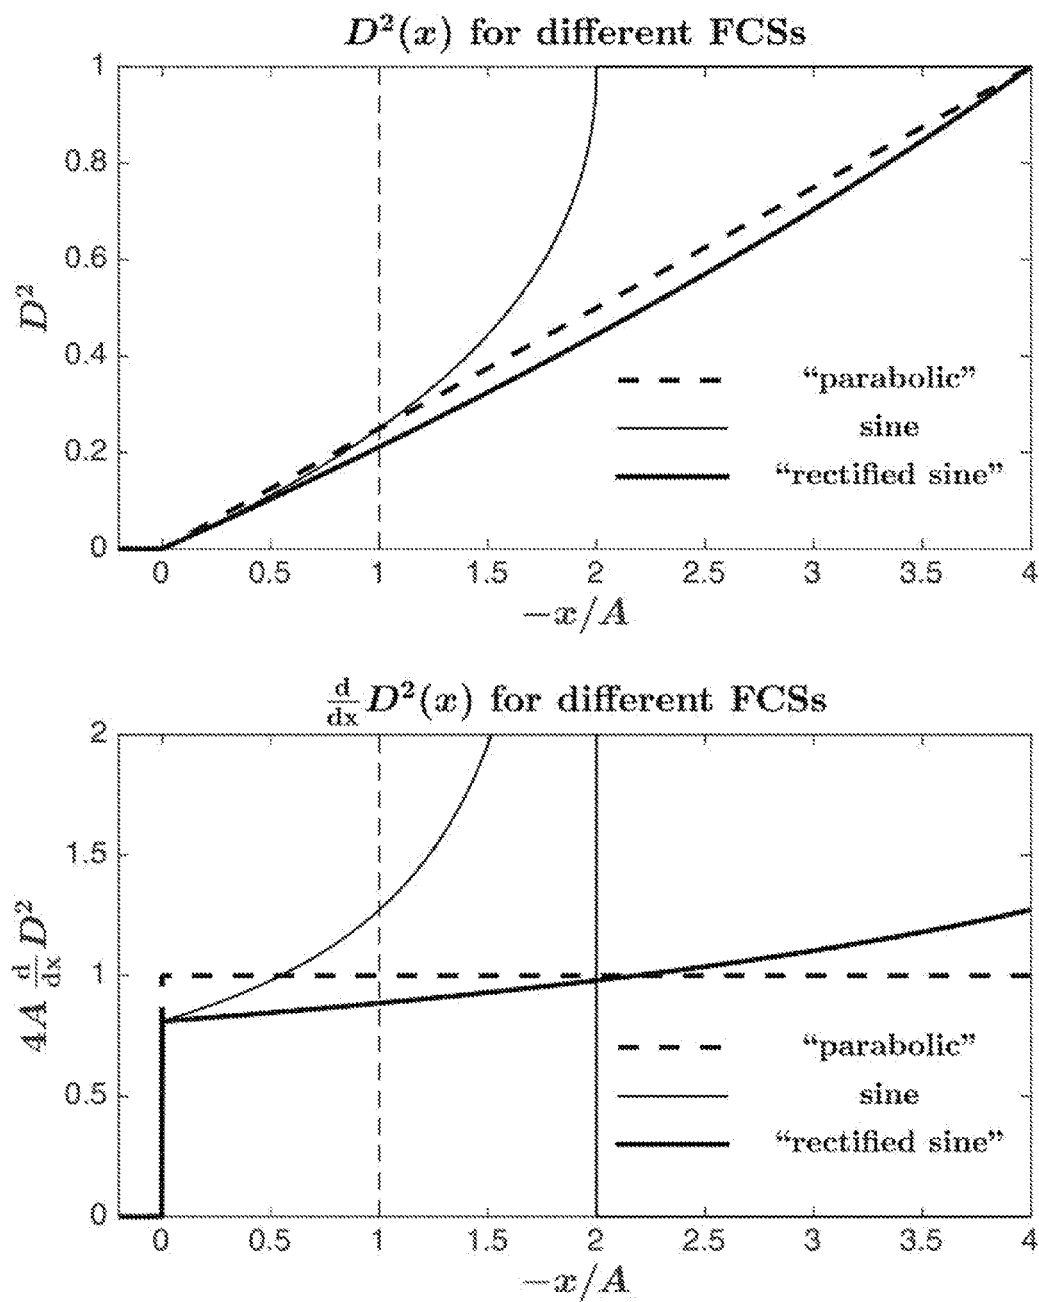 D²(x) for different FCSs
1
0.8
0.6
0.4
0.2
0
D²
"parabolic"
sine
"rectified sine"
0 0.5 1 1.5 2 2.5 3 3.5 4
−x/A
d/dx D²(x) for different FCSs
2
1.5
1
0.5
0
4A d/dx D²
"parabolic"
sine
"rectified sine"
0 0.5 1 1.5 2 2.5 3 3.5 4
−x/A